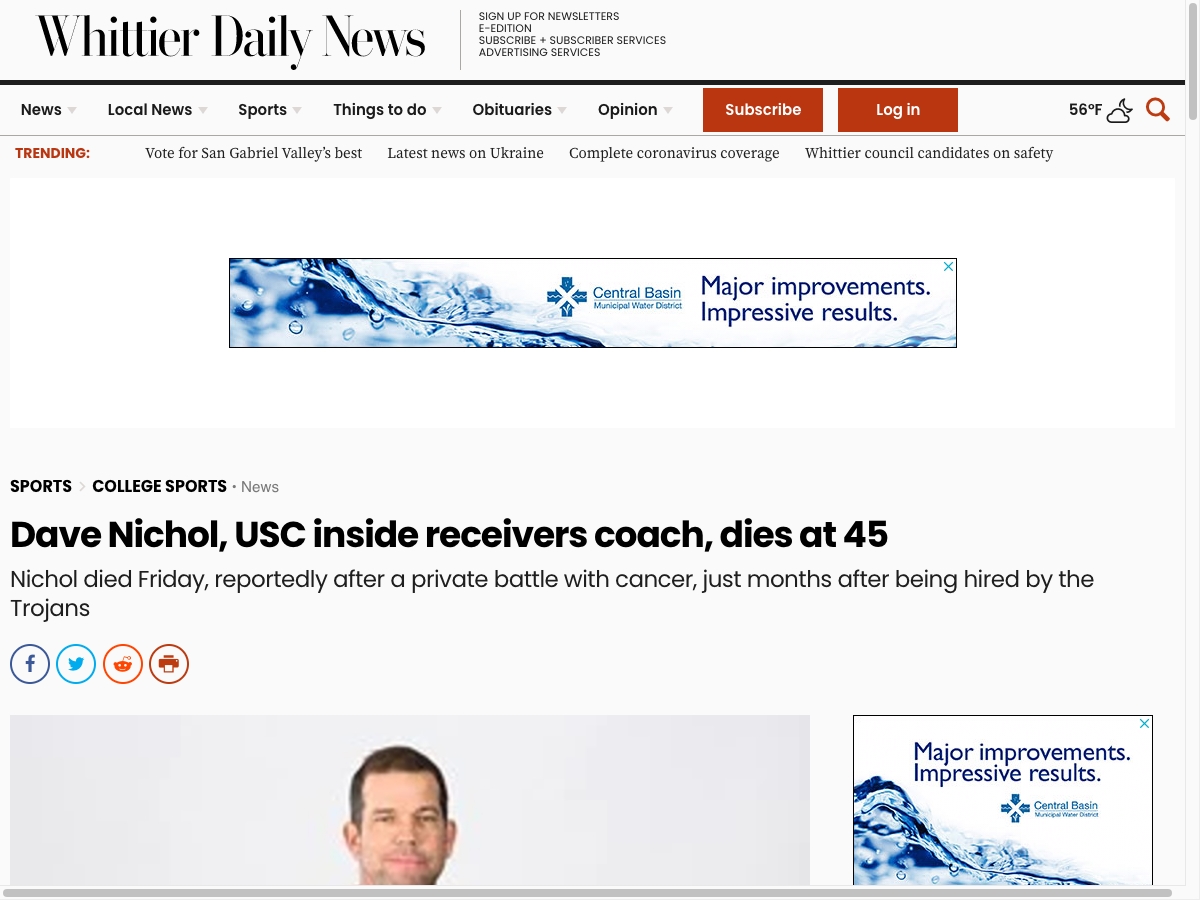 Whittier Daily News
SIGN UP FOR NEWSLETTERS
E-EDITION
SUBSCRIBE + SUBSCRIBER SERVICES
ADVERTISING SERVICES
News Local News Sports Things to do Obituaries Opinion Subscribe Log in 56°F
TRENDING: Vote for San Gabriel Valley’s best Latest news on Ukraine Complete coronavirus coverage Whittier council candidates on safety
Central Basin
Municipal Water District
Major improvements.
Impressive results.
SPORTS COLLEGE SPORTS • News
Dave Nichol, USC inside receivers coach, dies at 45
Nichol died Friday, reportedly after a private battle with cancer, just months after being hired by the
Trojans
Major improvements.
Impressive results.
Central Basin
Municipal Water District